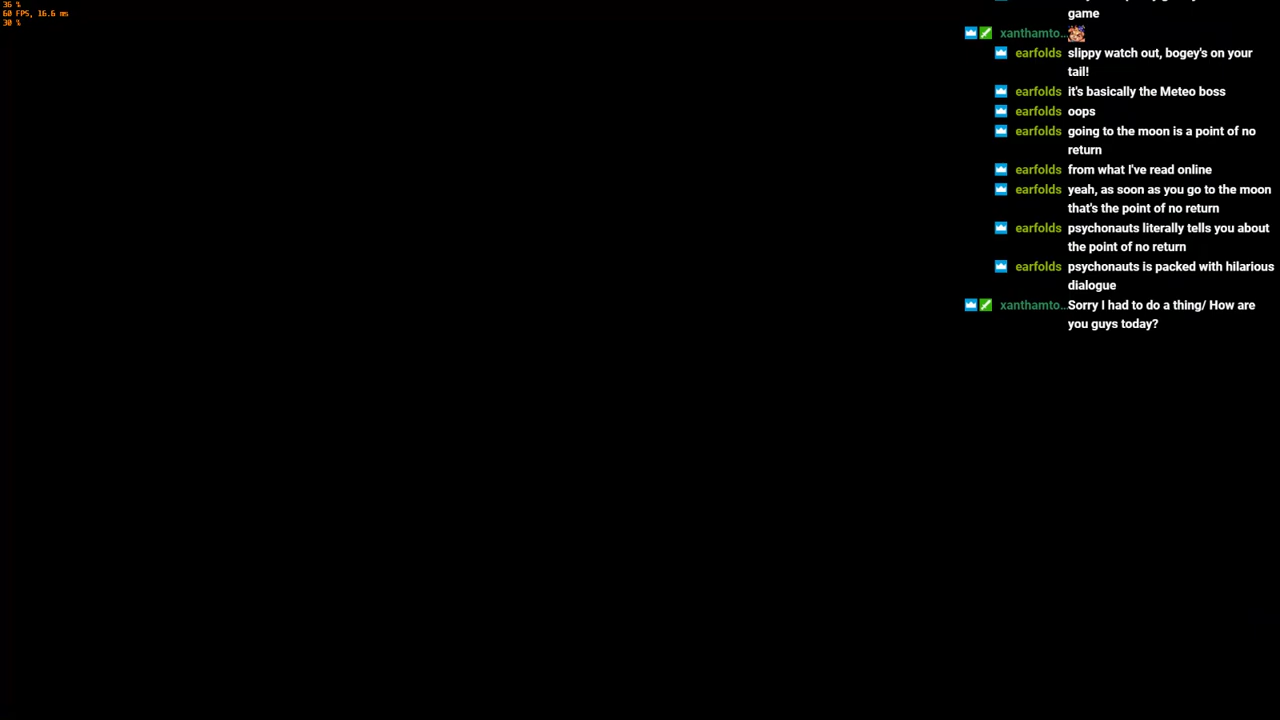 36 %
60 FPS, 16.6 ms
30 %
game
xanthamto...
earfolds slippy watch out, bogey's on your
tail!
earfolds it's basically the Meteo boss
earfolds oops
earfolds going to the moon is a point of no
return
earfolds from what I've read online
earfolds yeah, as soon as you go to the moon
that's the point of no return
earfolds psychonauts literally tells you about
the point of no return
earfolds psychonauts is packed with hilarious
dialogue
xanthamto... Sorry I had to do a thing/ How are
you guys today?